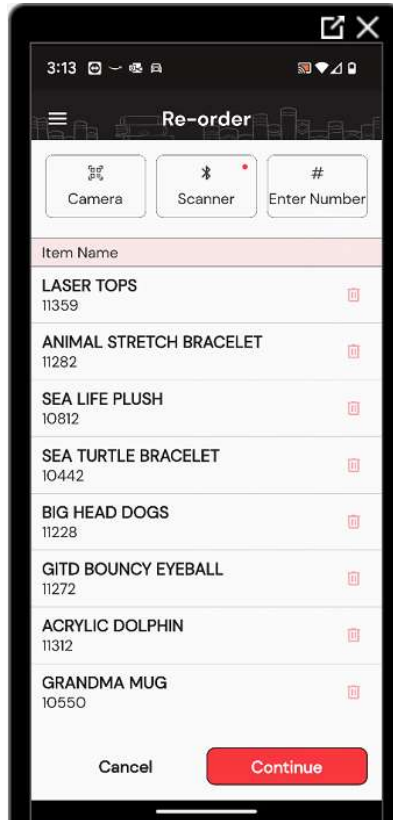 3:13
Re-order
Camera
Scanner
# Enter Number
Item Name
LASER TOPS
11359
ANIMAL STRETCH BRACELET
11282
SEA LIFE PLUSH
10812
SEA TURTLE BRACELET
10442
BIG HEAD DOGS
11228
GITD BOUNCY EYEBALL
11272
ACRYLIC DOLPHIN
11312
GRANDMA MUG
10550
Cancel
Continue